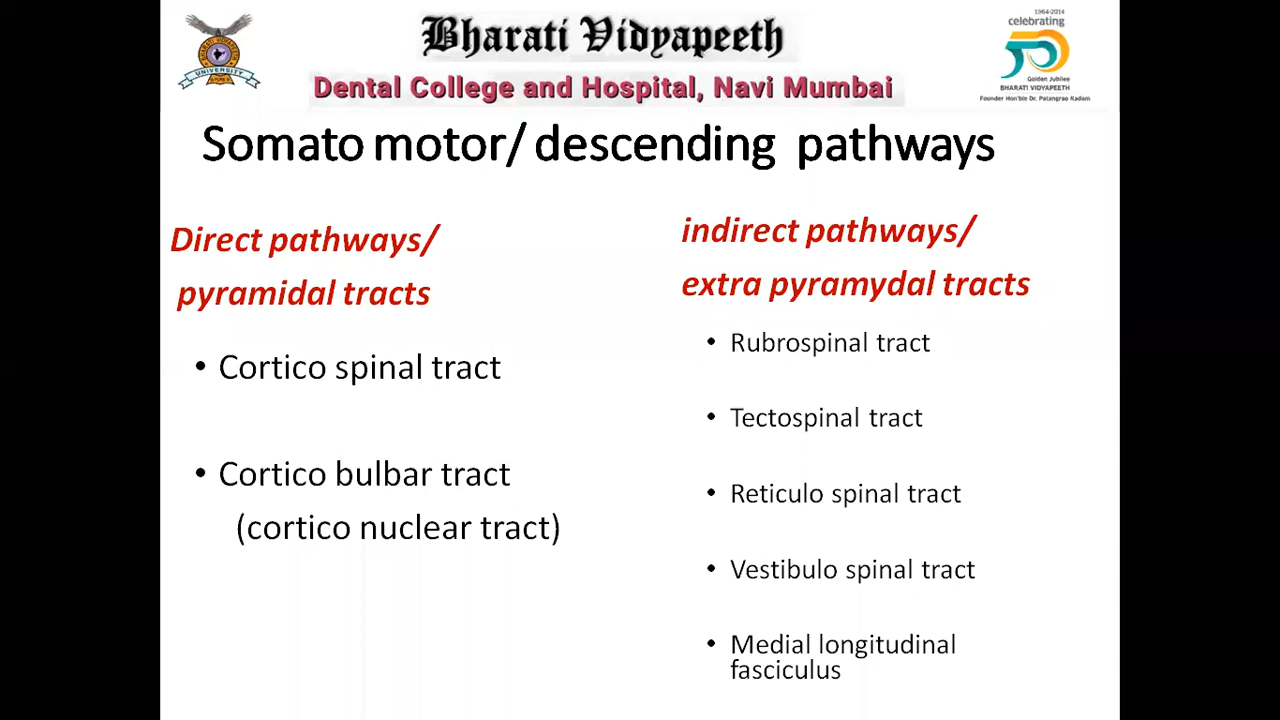 Bharati Vidyapeeth
Dental College and Hospital, Navi Mumbai
1964-2014
celebrating
Golden Jubilee
BHARATI VIDYAPEETH
Founder Hon'ble Dr. Patangrao Kadam
UNIVERSITY
Somato motor/ descending pathways
Direct pathways/
pyramidal tracts
• Cortico spinal tract
• Cortico bulbar tract
(cortico nuclear tract)
indirect pathways/
extra pyramydal tracts
• Rubrospinal tract
• Tectospinal tract
• Reticulo spinal tract
• Vestibulo spinal tract
• Medial longitudinal
fasciculus